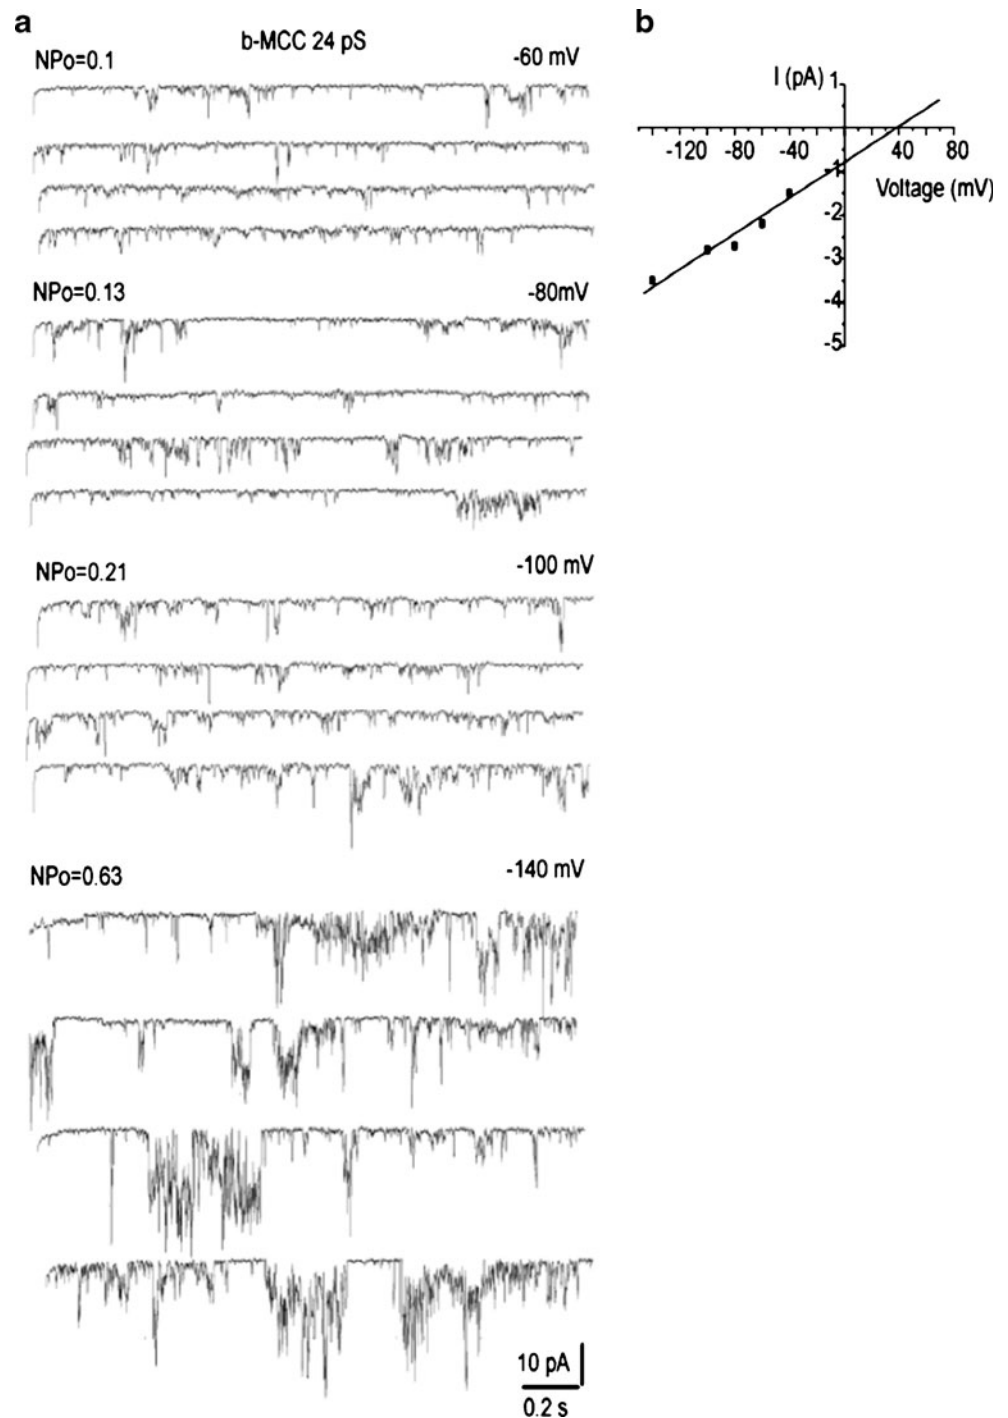 a
b-MCC 24 pS
NPo=0.1
-60 mV
NPo=0.13
-80mV
NPo=0.21
-100 mV
NPo=0.63
-140 mV
10 pA
0.2 s
b
I (pA)
1
-120 -80 -40 40 80
-1
Voltage (mV)
-2
-3
-4
-5